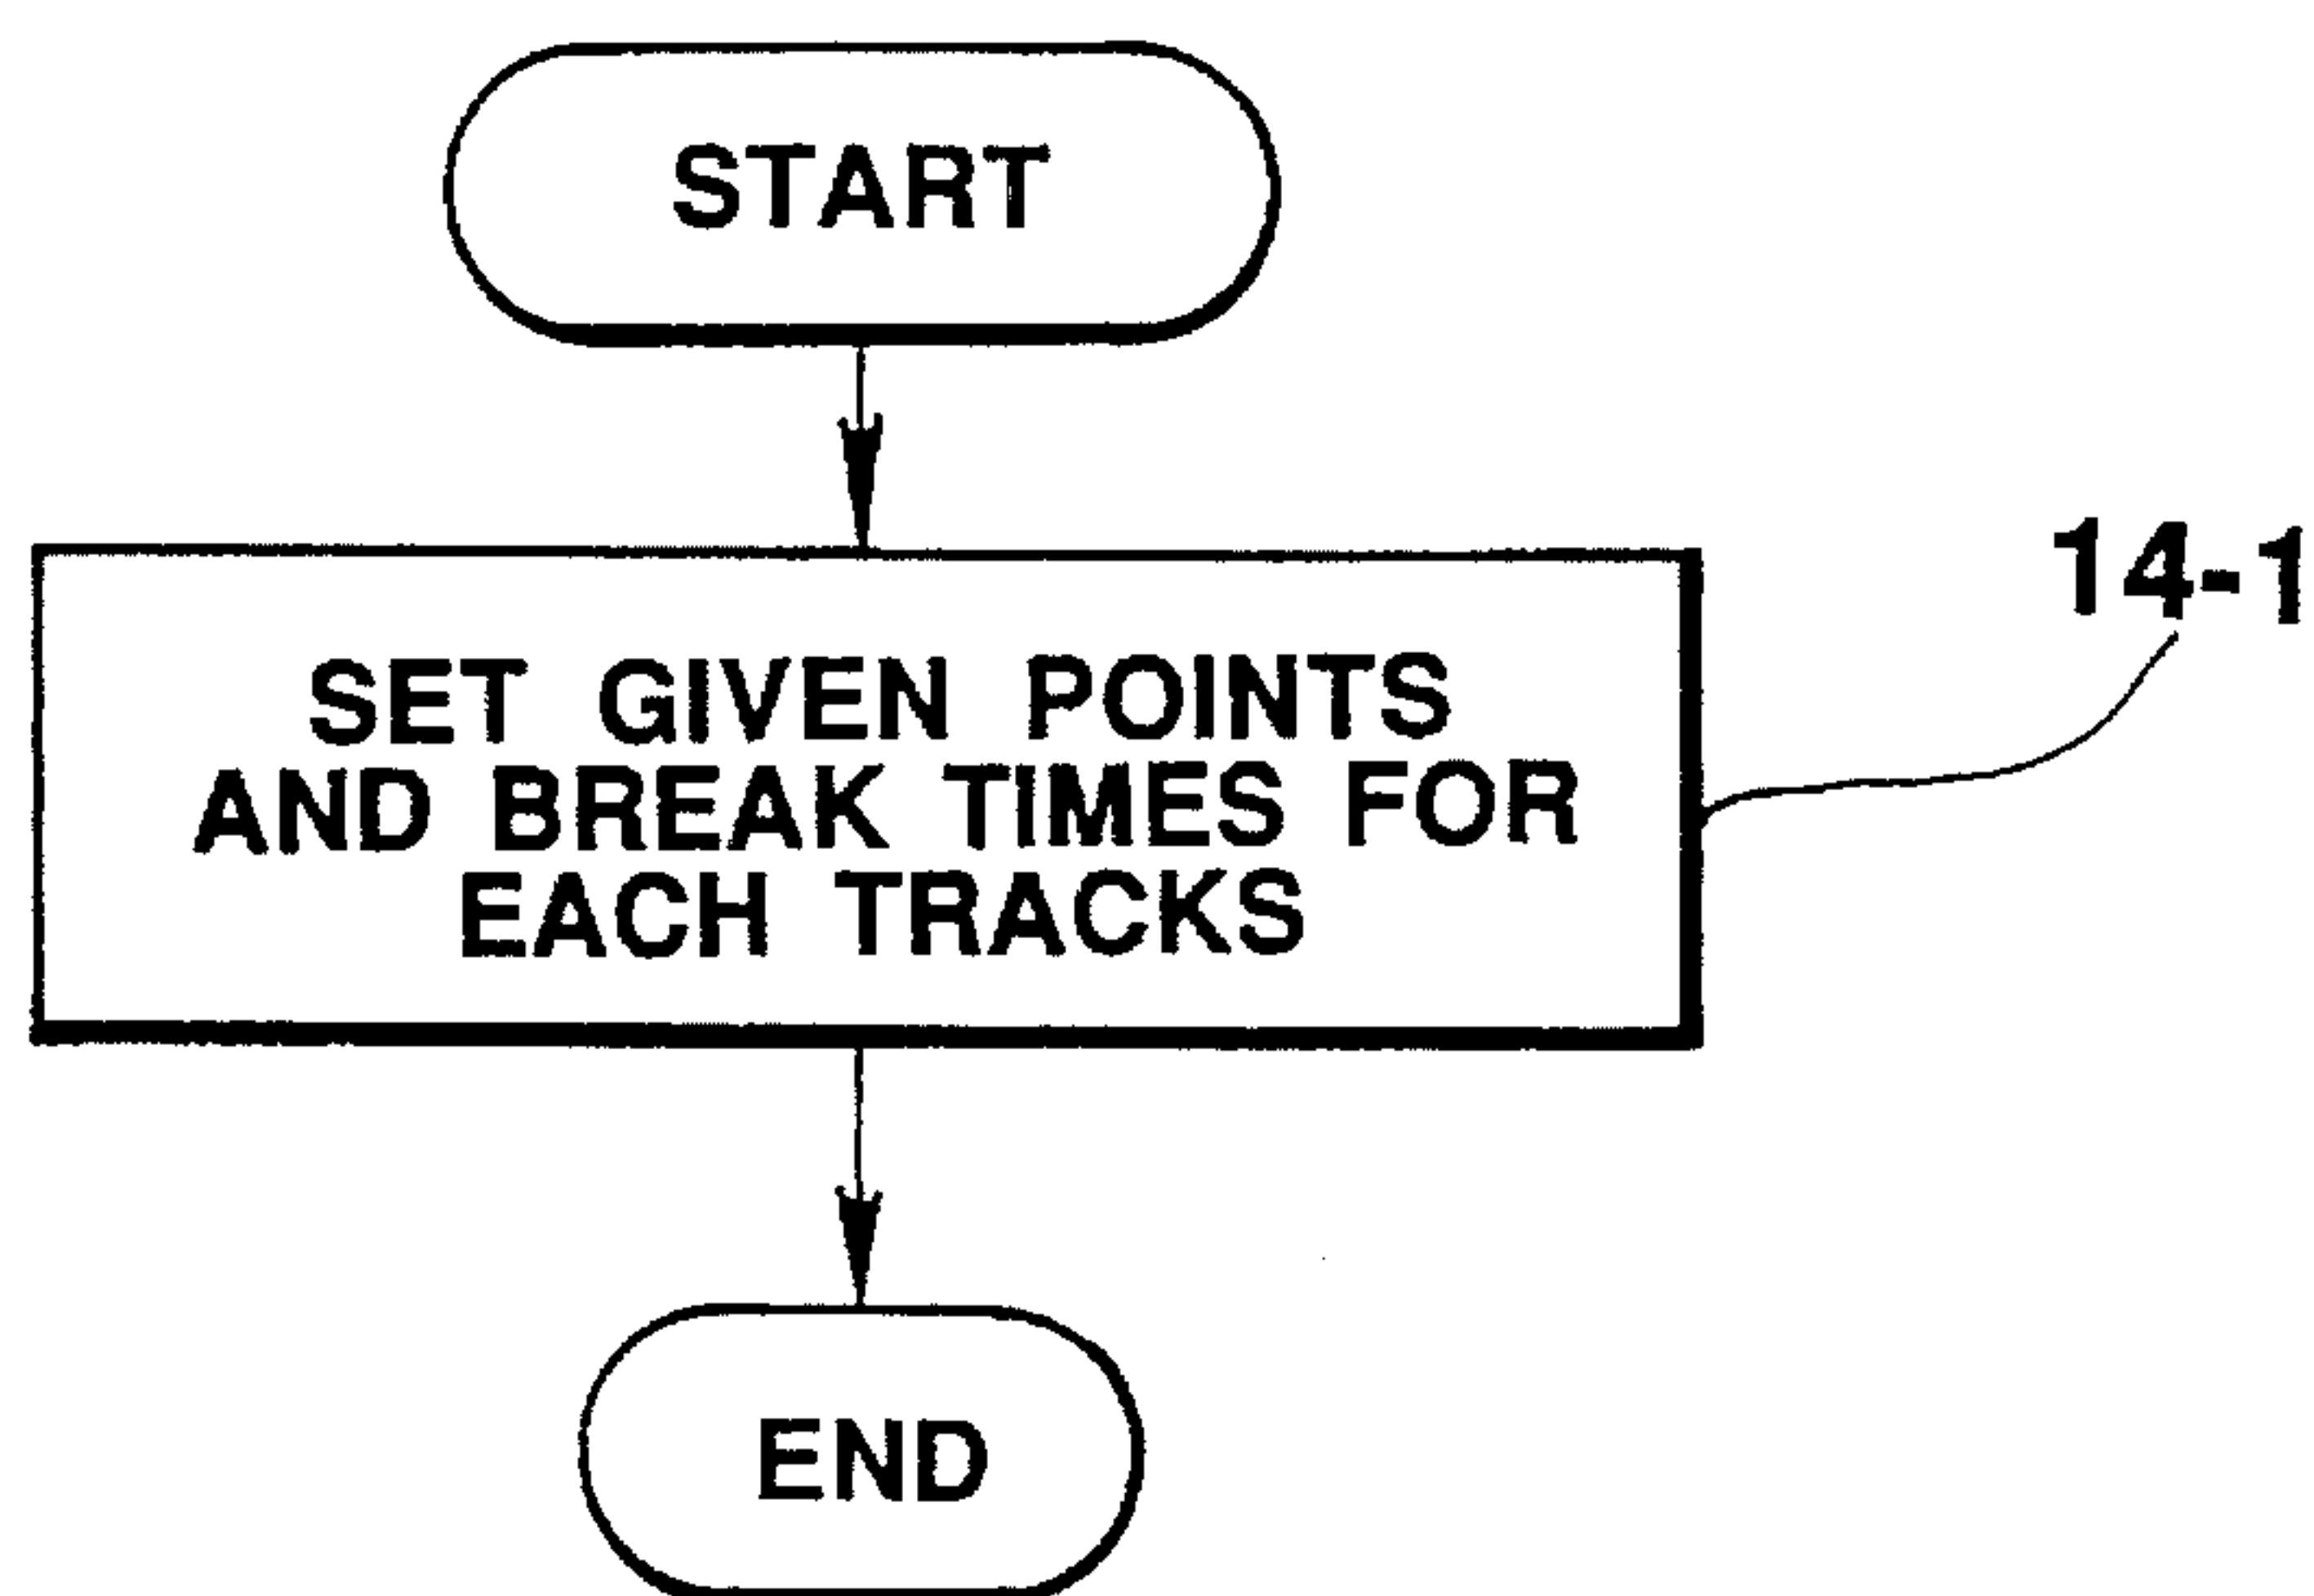 START
14-1
SET GIVEN POINTS
AND BREAK TIMES FOR
EACH TRACKS
END